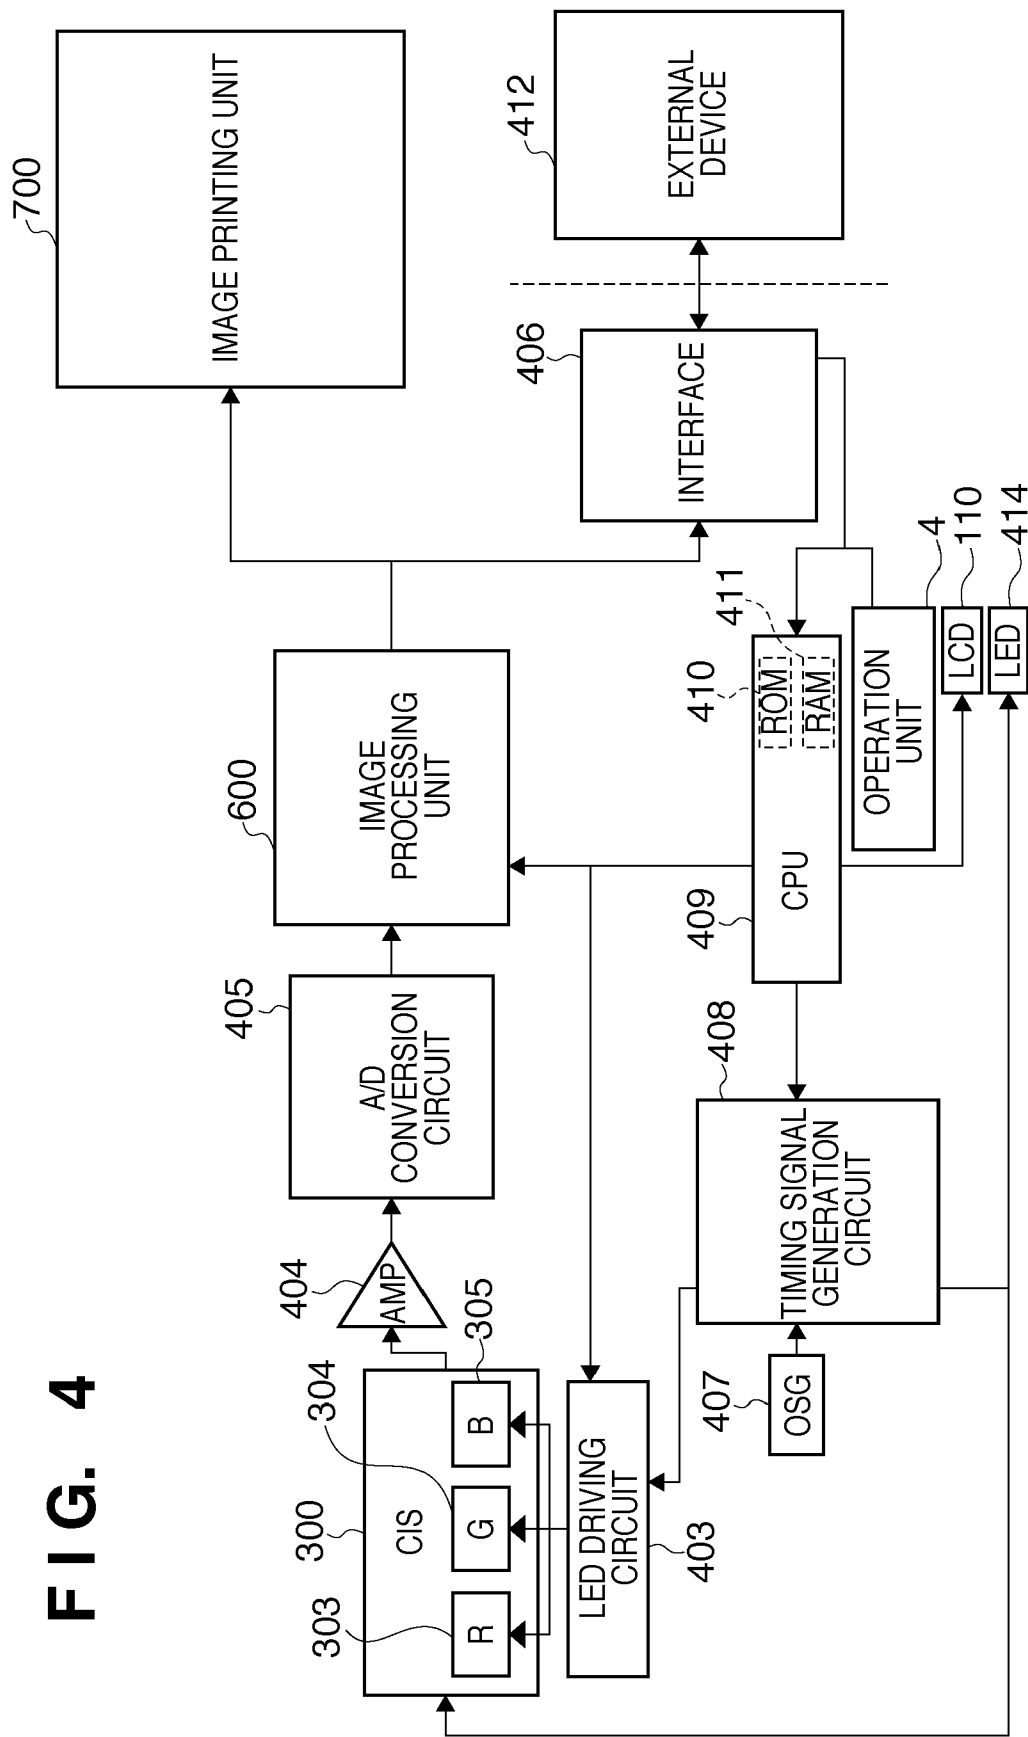 FIG. 4
300
CIS
303
R
304
G
305
B
404
AMP
405
A/D
CONVERSION
CIRCUIT
600
IMAGE
PROCESSING
UNIT
700
IMAGE PRINTING UNIT
403
LED DRIVING
CIRCUIT
407
OSG
408
TIMING SIGNAL
GENERATION
CIRCUIT
409
CPU
410
ROM
411
RAM
406
INTERFACE
412
EXTERNAL
DEVICE
OPERATION
UNIT
4
LCD
110
LED
414